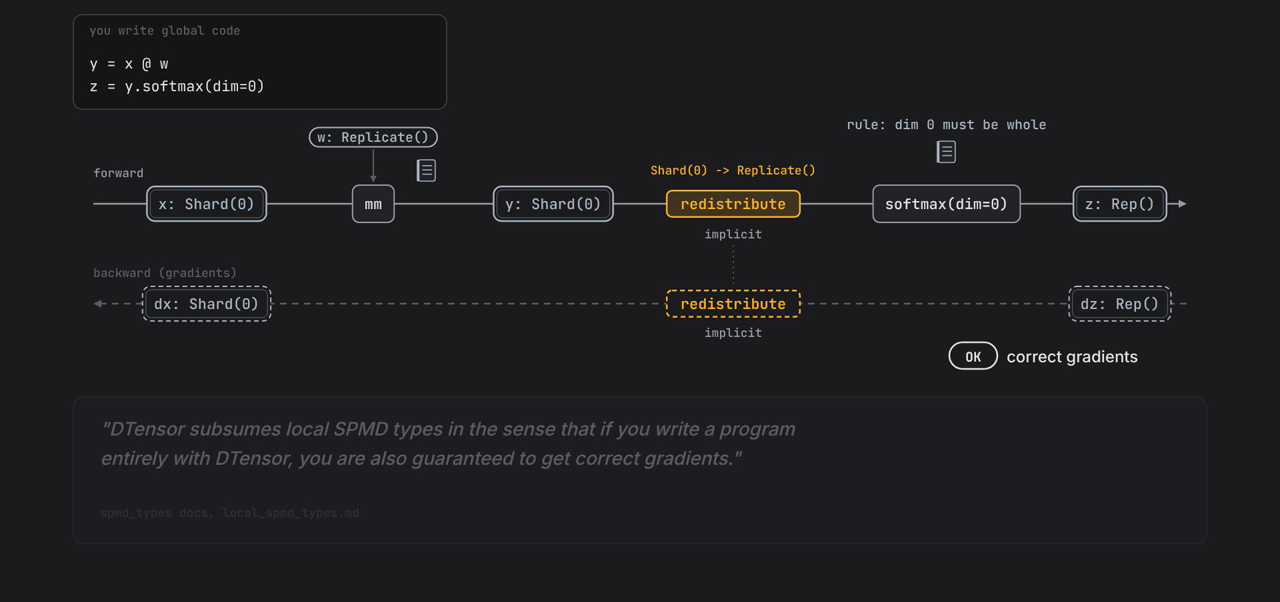 you write global code
y = x @ w
z = y.softmax(dim=0)
rule: dim 0 must be whole
w: Replicate()
Shard(0) -> Replicate()
forward
x: Shard(0)
mm
y: Shard(0)
redistribute
softmax(dim=0)
z: Rep()
implicit
backward (gradients)
dx: Shard(0)
redistribute
dz: Rep()
implicit
OK correct gradients
"DTensor subsumes local SPMD types in the sense that if you write a program
entirely with DTensor, you are also guaranteed to get correct gradients."
spmd_types docs, local_spmd_types.md